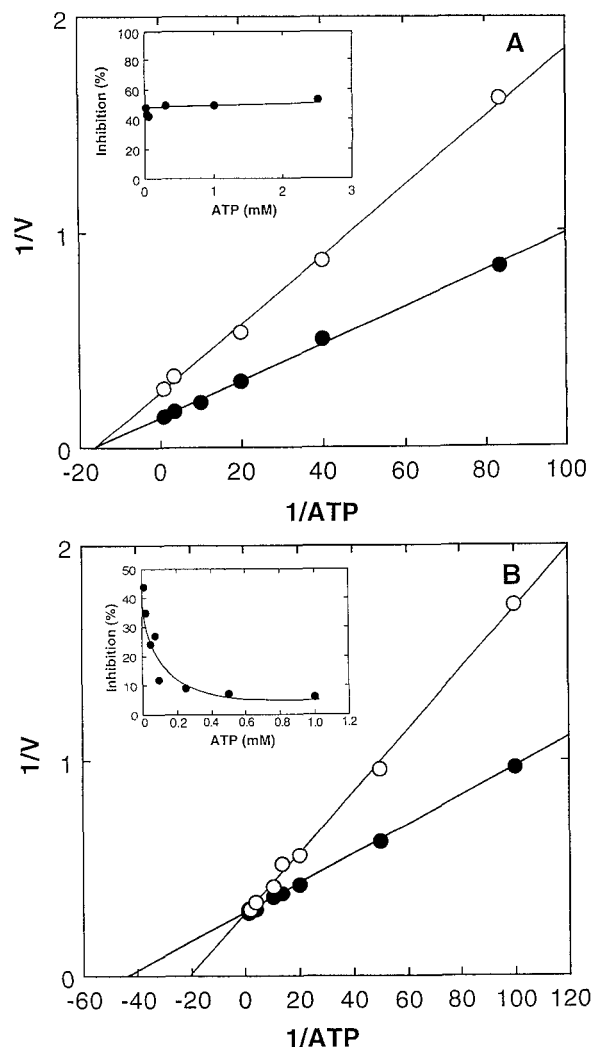 A
2
1
0
1/V
-20 0 20 40 60 80 100
1/ATP
100
80
60
40
20
0
Inhibition (%)
0 1 2 3
ATP (mM)
B
2
1
0
1/V
-60 -40 -20 0 20 40 60 80 100 120
1/ATP
50
40
30
20
10
0
Inhibition (%)
0 0.2 0.4 0.6 0.8 1.0 1.2
ATP (mM)